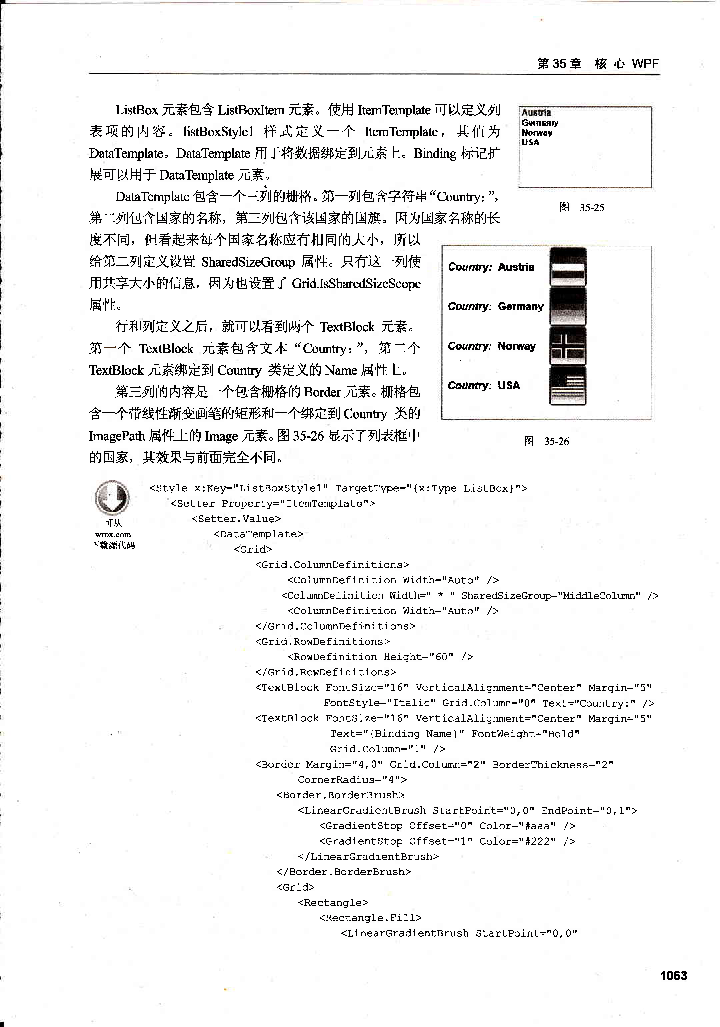 第 35 章 核 心 WPF
ListBox 元素包含 ListBoxItem 元素。使用 ItemTemplate 可以定义列
表项的内容。listBoxStyle1 样式定义一个 ItemTemplate，其值为
DataTemplate。DataTemplate 用于将数据绑定到元素上。Binding 标记扩
展可以用于 DataTemplate 元素。
DataTemplate 包含一个三列的栅格。第一列包含字符串“Country：”，
第二列包含国家的名称，第三列包含该国家的国旗。因为国家名称的长
度不同，但看起来每个国家名称应有相同的大小，所以
给第二列定义设置 SharedSizeGroup 属性。只有这一列使
用共享大小的信息，因为也设置了 Grid.IsSharedSizeScope
属性。
行和列定义之后，就可以看到两个 TextBlock 元素。
第一个 TextBlock 元素包含文本“Country：”，第二个
TextBlock 元素绑定到 Country 类定义的 Name 属性上。
第三列的内容是一个包含栅格的 Border 元素。栅格包
含一个带线性渐变画笔的矩形和一个绑定到 Country 类的
ImagePath 属性上的 Image 元素。图 35-26 显示了列表框中
的国家，其效果与前面完全不同。
Austria
Germany
Norway
USA
图 35-25
Country: Austria
Country: Germany
Country: Norway
Country: USA
图 35-26
可从
wrox.com
下载源代码
<Style x:Key="ListBoxStyle1" TargetType="{x:Type ListBox}">
<Setter Property="ItemTemplate">
<Setter.Value>
<DataTemplate>
<Grid>
<Grid.ColumnDefinitions>
<ColumnDefinition Width="Auto" />
<ColumnDefinition Width=" * " SharedSizeGroup="MiddleColumn" />
<ColumnDefinition Width="Auto" />
</Grid.ColumnDefinitions>
<Grid.RowDefinitions>
<RowDefinition Height="60" />
</Grid.RowDefinitions>
<TextBlock FontSize="16" VerticalAlignment="Center" Margin="5"
FontStyle="Italic" Grid.Column="0" Text="Country:" />
<TextBlock FontSize="16" VerticalAlignment="Center" Margin="5"
Text="{Binding Name}" FontWeight="Bold"
Grid.Column="1" />
<Border Margin="4,0" Grid.Column="2" BorderThickness="2"
CornerRadius="4">
<Border.BorderBrush>
<LinearGradientBrush StartPoint="0,0" EndPoint="0,1">
<GradientStop Offset="0" Color="#aaa" />
<GradientStop Offset="1" Color="#222" />
</LinearGradientBrush>
</Border.BorderBrush>
<Grid>
<Rectangle>
<Rectangle.Fill>
<LinearGradientBrush StartPoint="0,0"
1063